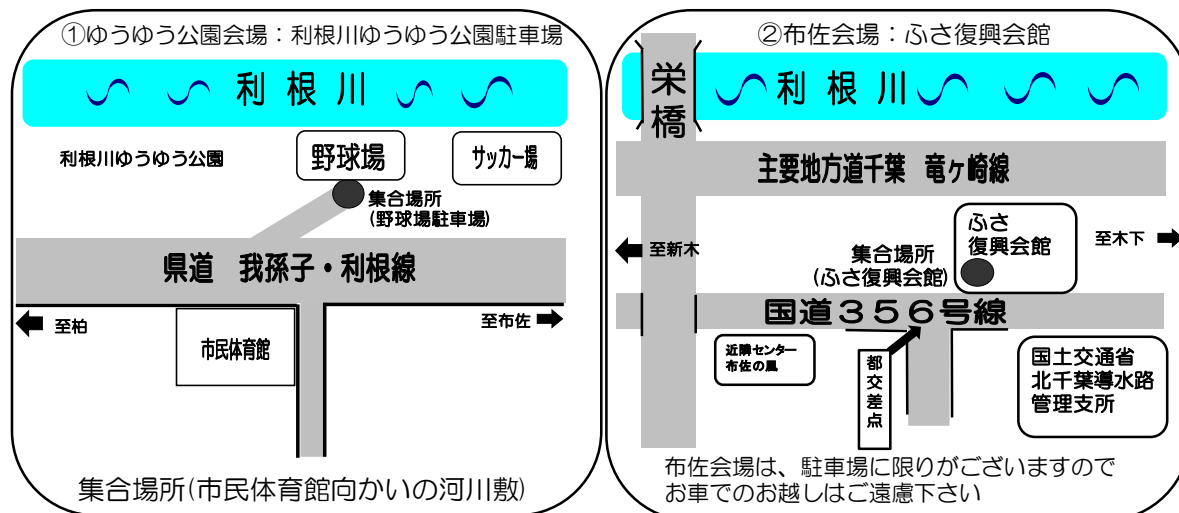 ①ゆうゆう公園会場：利根川ゆうゆう公園駐車場
利根川
利根川ゆうゆう公園
野球場
サッカー場
集合場所
(野球場駐車場)
県道　我孫子・利根線
至柏
至布佐
市民体育館
集合場所(市民体育館向かいの河川敷)
②布佐会場：ふさ復興会館
栄橋
利根川
主要地方道千葉　竜ヶ崎線
ふさ
復興会館
至新木
至木下
集合場所
(ふさ復興会館)
国道３５６号線
近隣センター
布佐の風
都交差点
国土交通省
北千葉導水路
管理支所
布佐会場は、駐車場に限りがございますので
お車でのお越しはご遠慮下さい